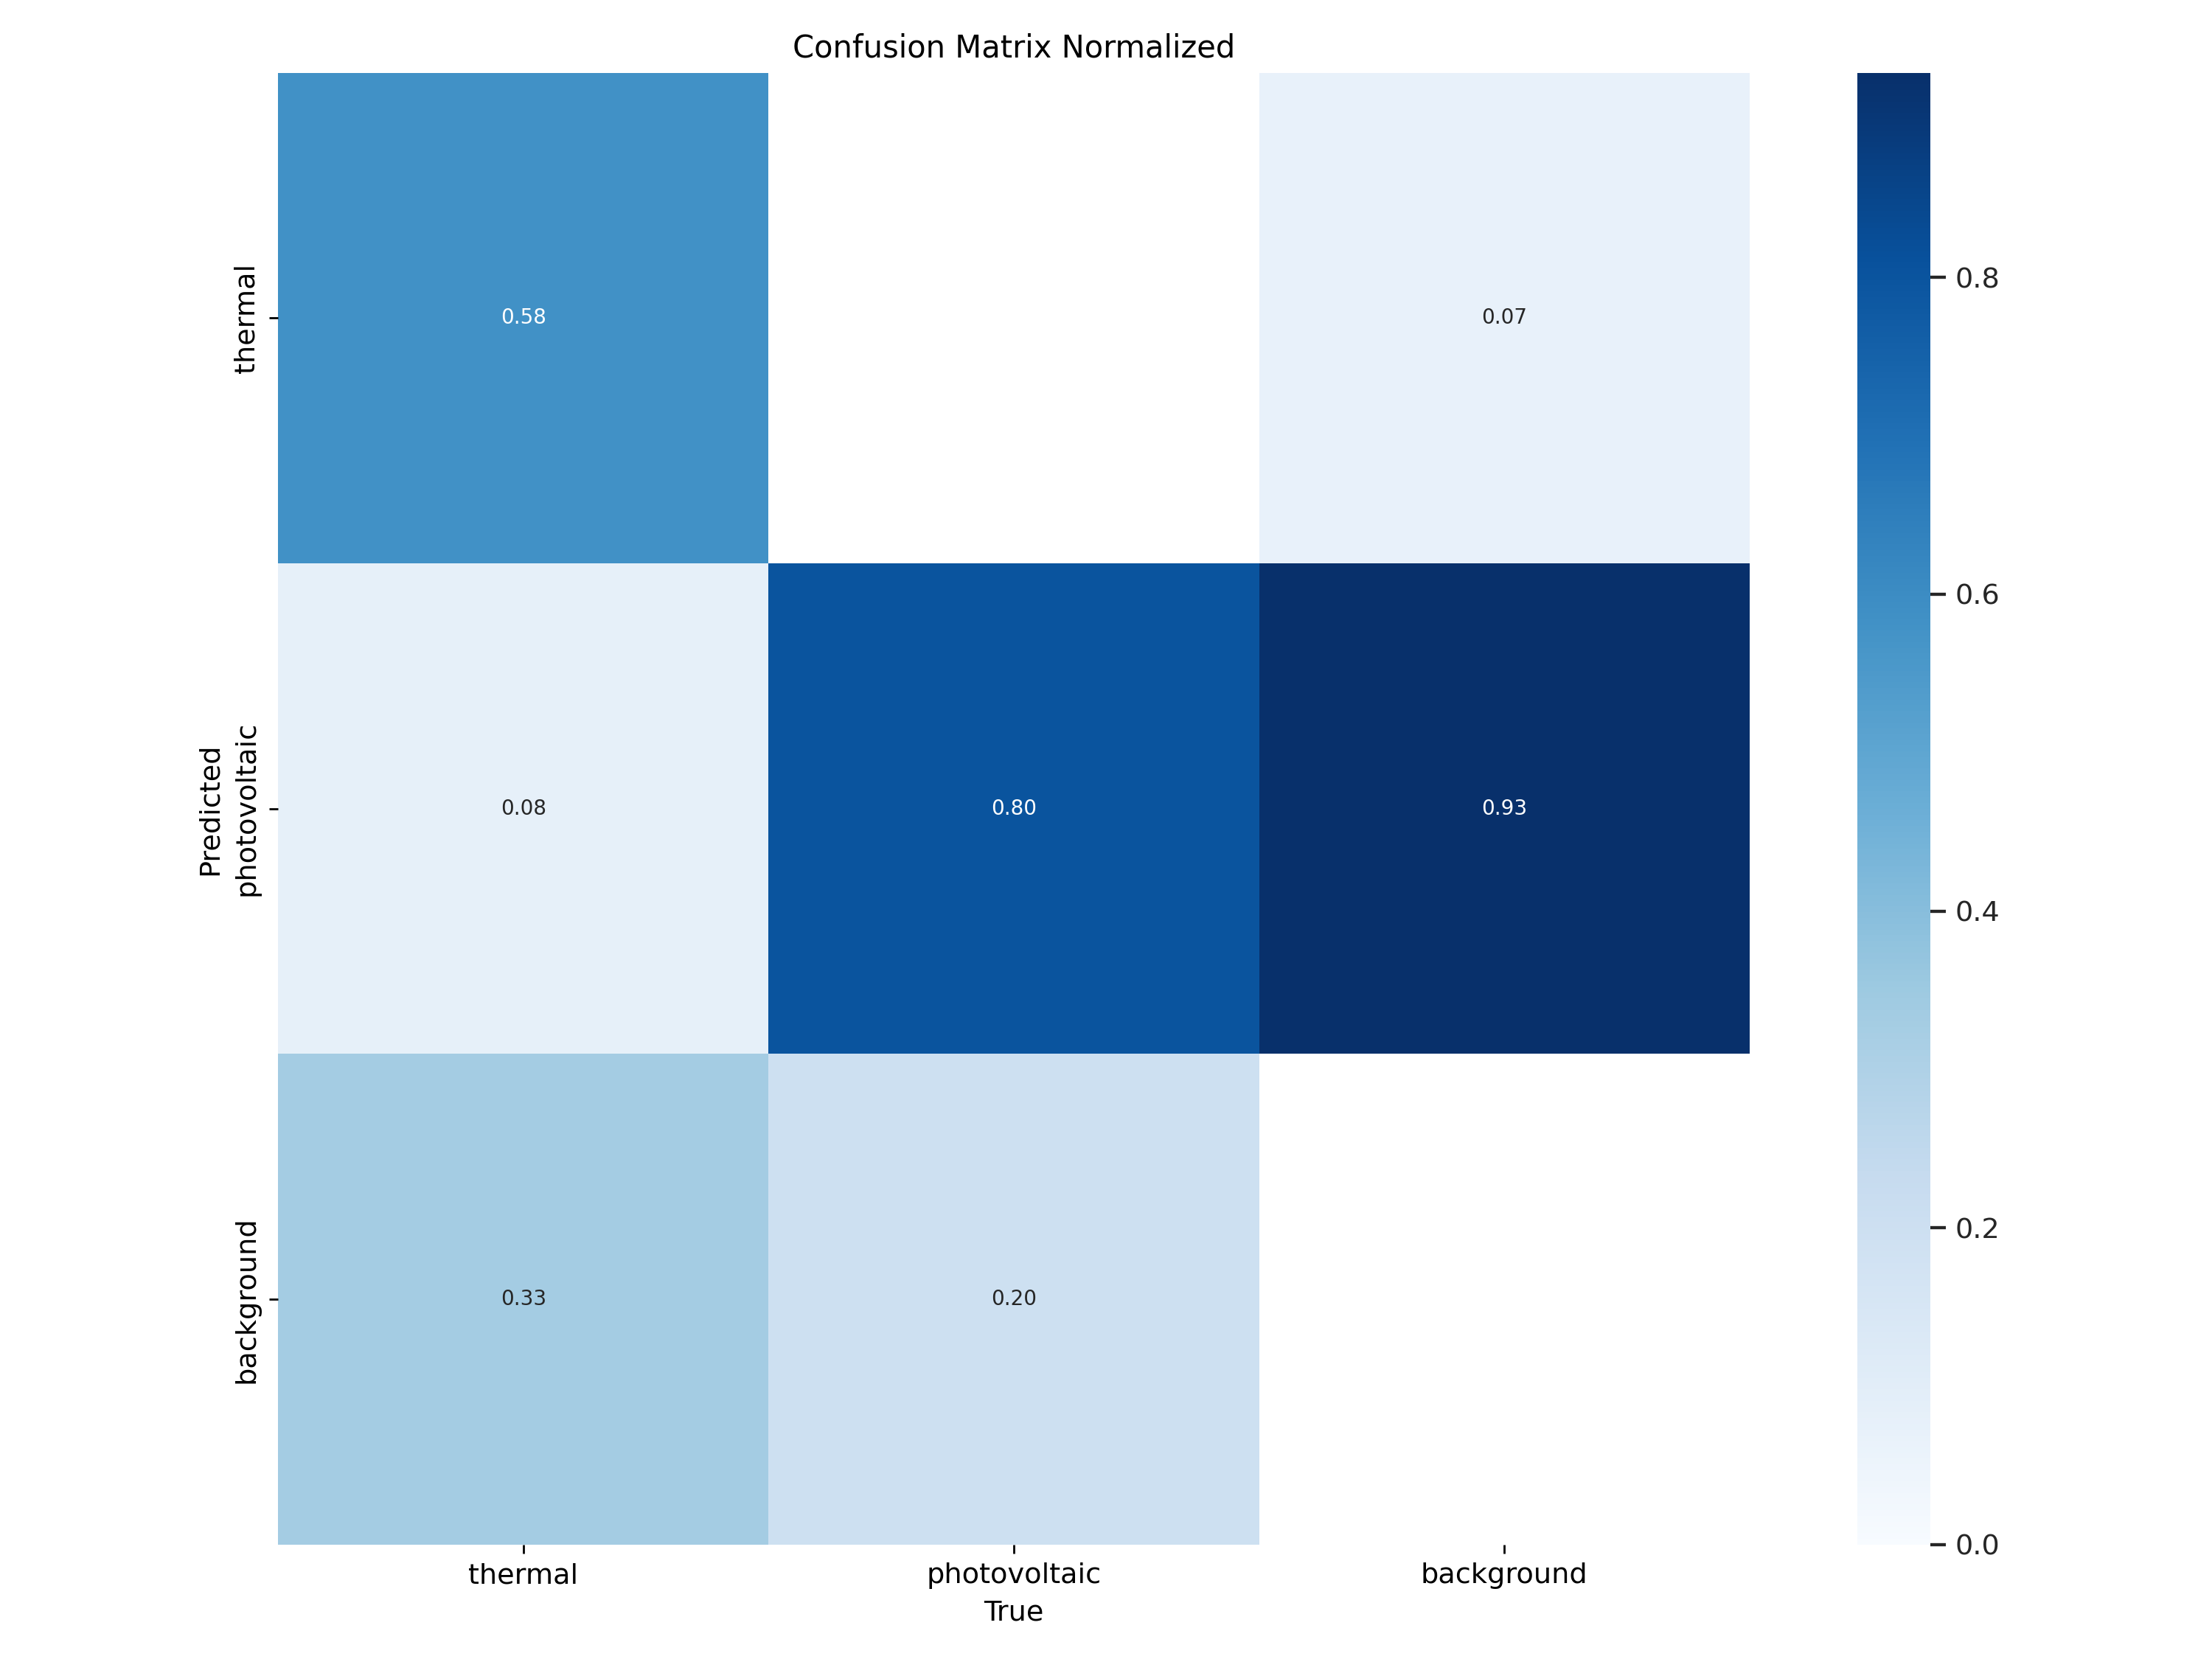 Confusion Matrix Normalized
thermal
0.58
0.07
Predicted
photovoltaic
0.08
0.80
0.93
background
0.33
0.20
thermal
photovoltaic
background
True
0.8
0.6
0.4
0.2
0.0